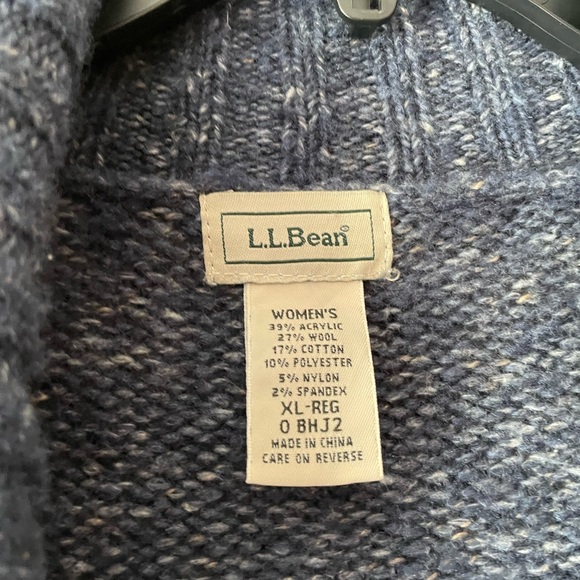 L.L.Bean®
WOMEN'S
39% ACRYLIC
27% WOOL
17% COTTON
10% POLYESTER
5% NYLON
2% SPANDEX
XL-REG
0 BHJ2
MADE IN CHINA
CARE ON REVERSE